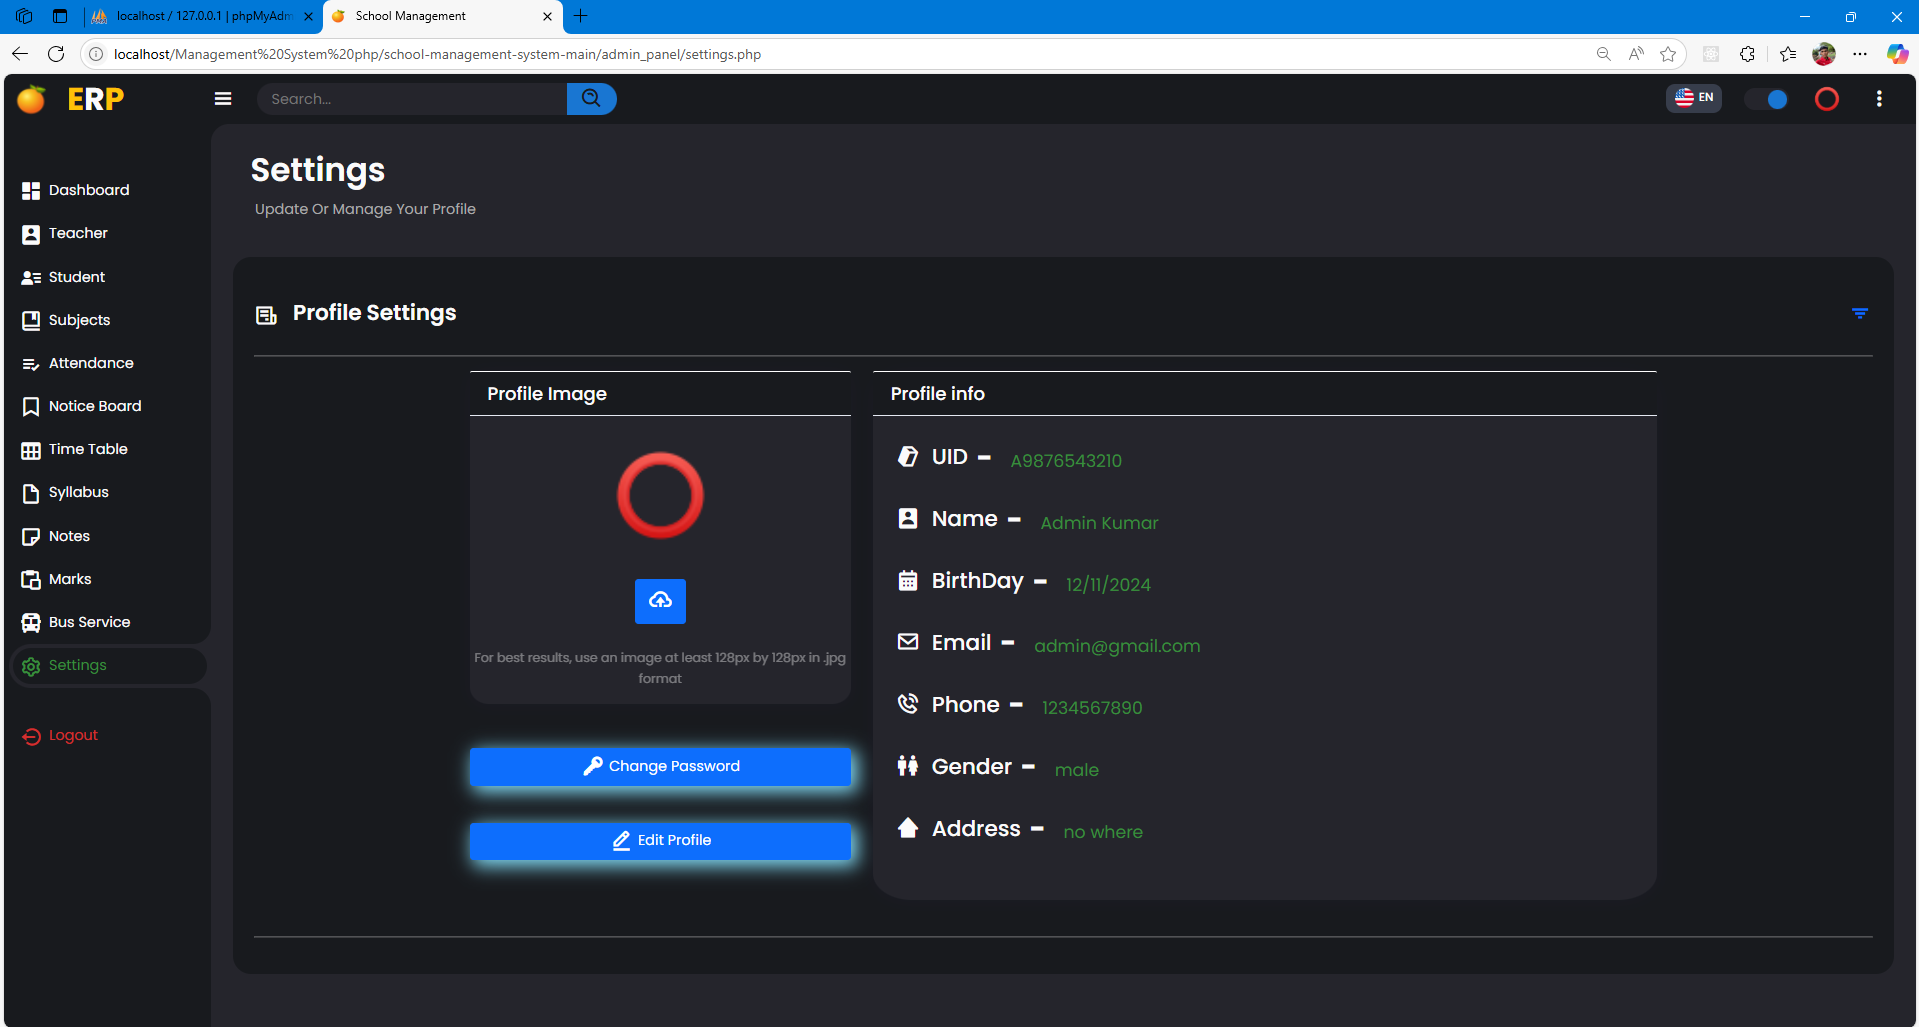 localhost / 127.0.0.1 | phpMyAdm
School Management
localhost/Management%20System%20php/school-management-system-main/admin_panel/settings.php
ERP
Search...
EN
Settings
Update Or Manage Your Profile
Dashboard
Teacher
Student
Subjects
Attendance
Notice Board
Time Table
Syllabus
Notes
Marks
Bus Service
Settings
Logout
Profile Settings
Profile Image
For best results, use an image at least 128px by 128px in .jpg
format
Change Password
Edit Profile
Profile info
UID - A9876543210
Name - Admin Kumar
BirthDay - 12/11/2024
Email - admin@gmail.com
Phone - 1234567890
Gender - male
Address - no where